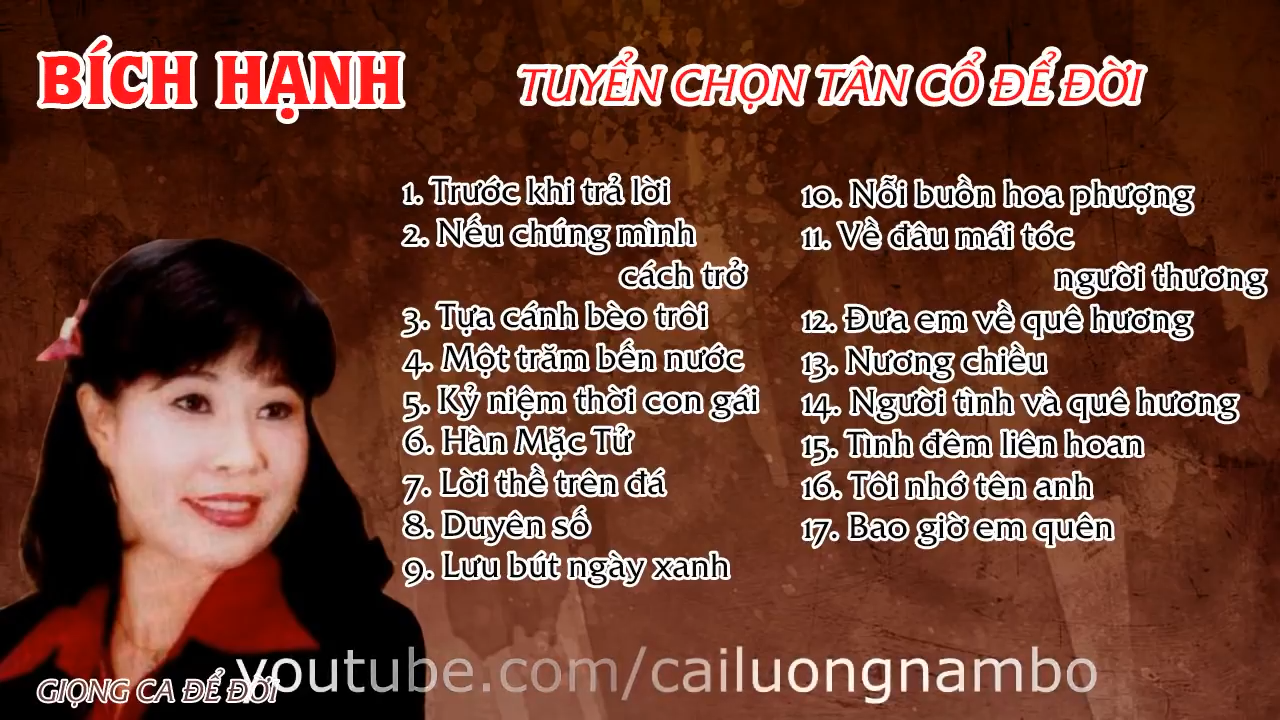 BÍCH HẠNH
TUYỂN CHỌN TÂN CỔ ĐỂ ĐỜI
1. Trước khi trả lời
2. Nếu chúng mình
cách trở
3. Tựa cánh bèo trôi
4. Một trăm bến nước
5. Kỷ niệm thời con gái
6. Hàn Mặc Tử
7. Lời thề trên đá
8. Duyên số
9. Lưu bút ngày xanh
10. Nỗi buồn hoa phượng
11. Về đâu mái tóc
người thương
12. Đưa em về quê hương
13. Nương chiều
14. Người tình và quê hương
15. Tình đêm liên hoan
16. Tôi nhớ tên anh
17. Bao giờ em quên
youtube.com/cailuongnambo
GIỌNG CA ĐỂ ĐỜI